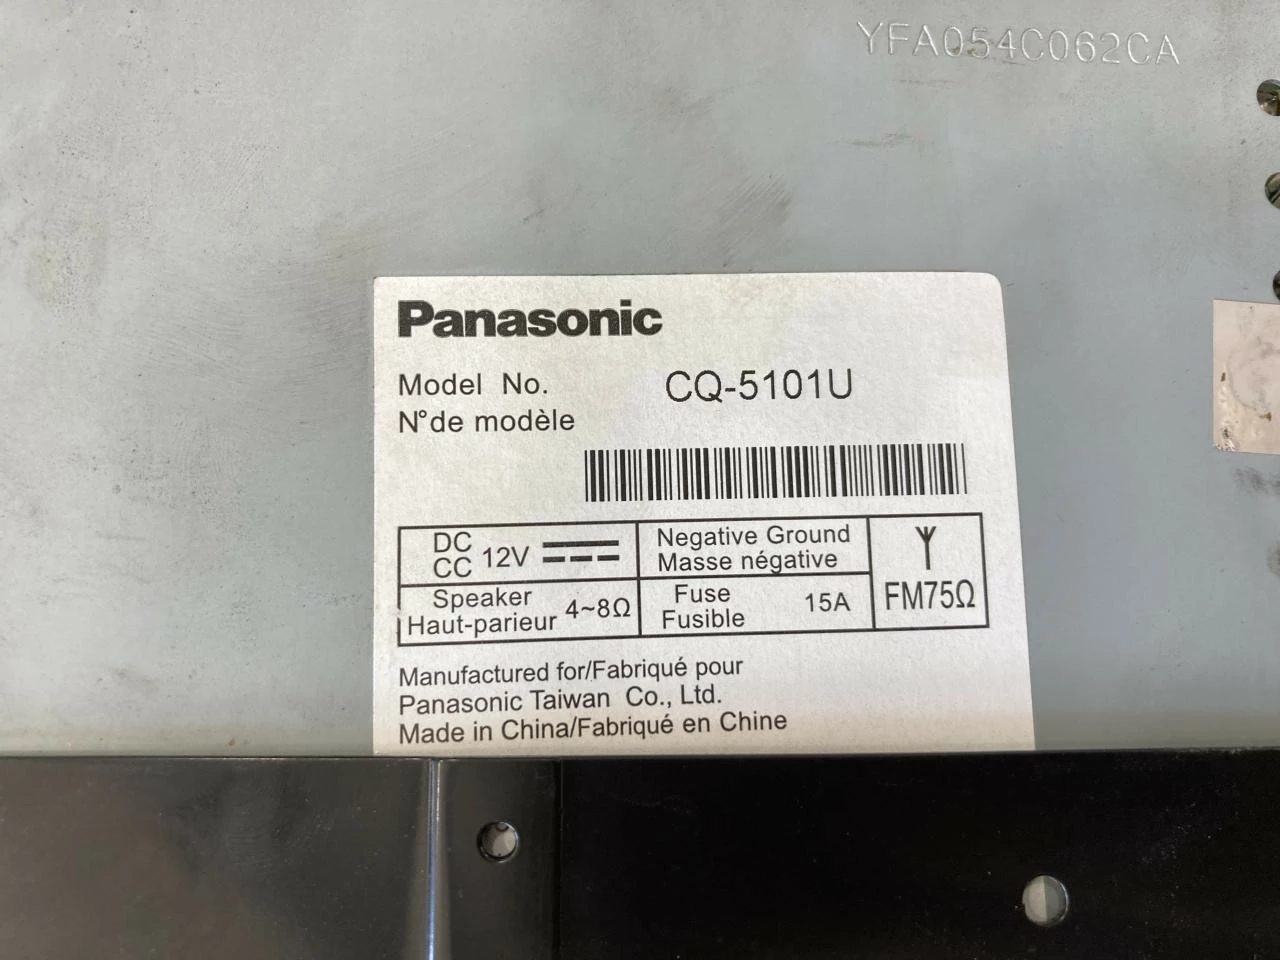 YFA054C062CA
Panasonic
Model No. CQ-5101U
N° de modèle
DC
CC 12V
Negative Ground
Masse négative
Speaker
Haut-parieur 4~8Ω
Fuse
Fusible 15A
FM75Ω
Manufactured for/Fabriqué pour
Panasonic Taiwan Co., Ltd.
Made in China/Fabriqué en Chine